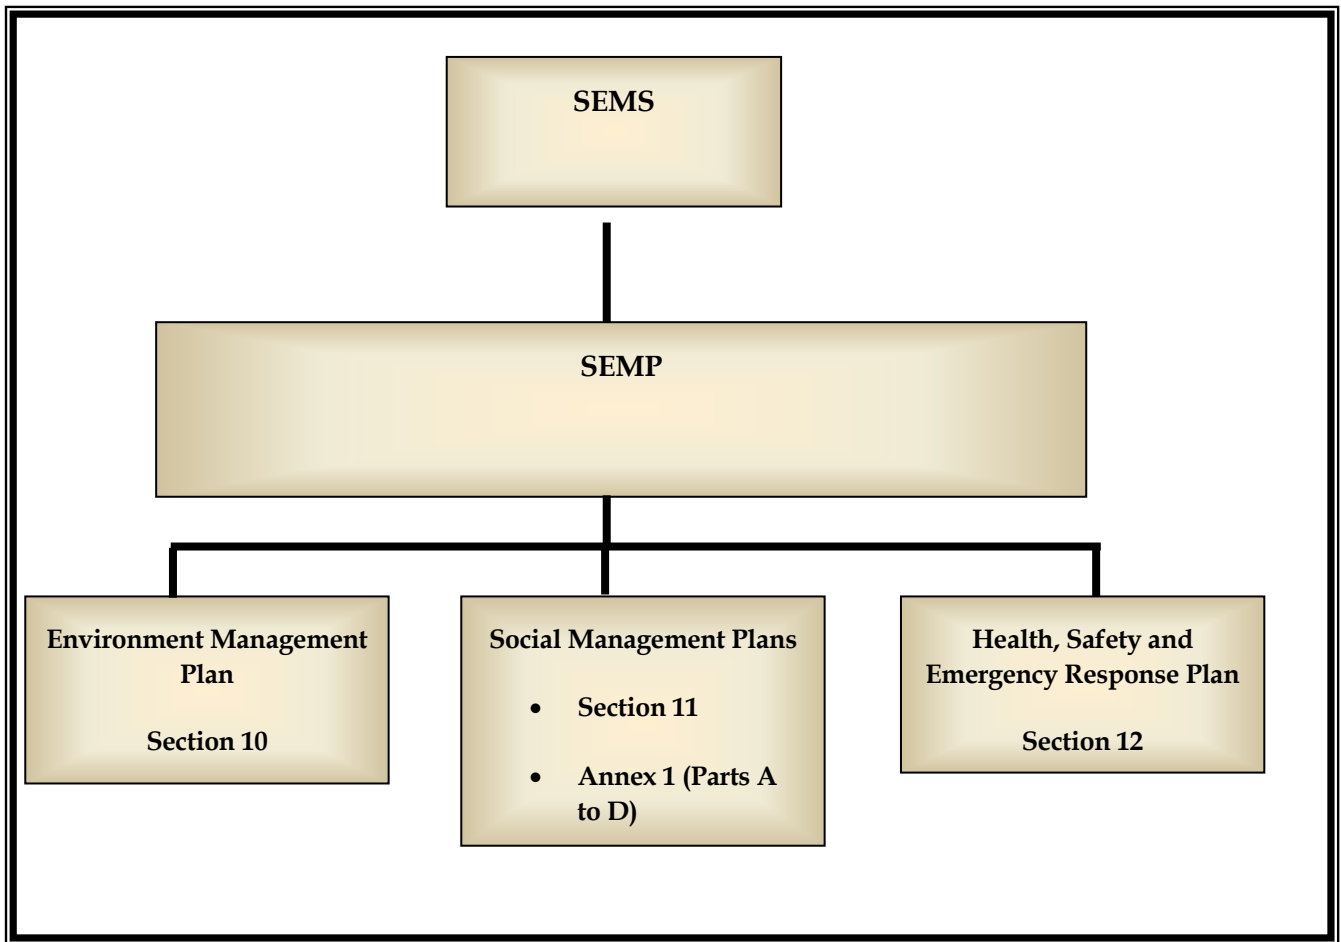 SEMS
SEMP
Environment Management
Plan
Section 10
Social Management Plans
• Section 11
• Annex 1 (Parts A
to D)
Health, Safety and
Emergency Response Plan
Section 12